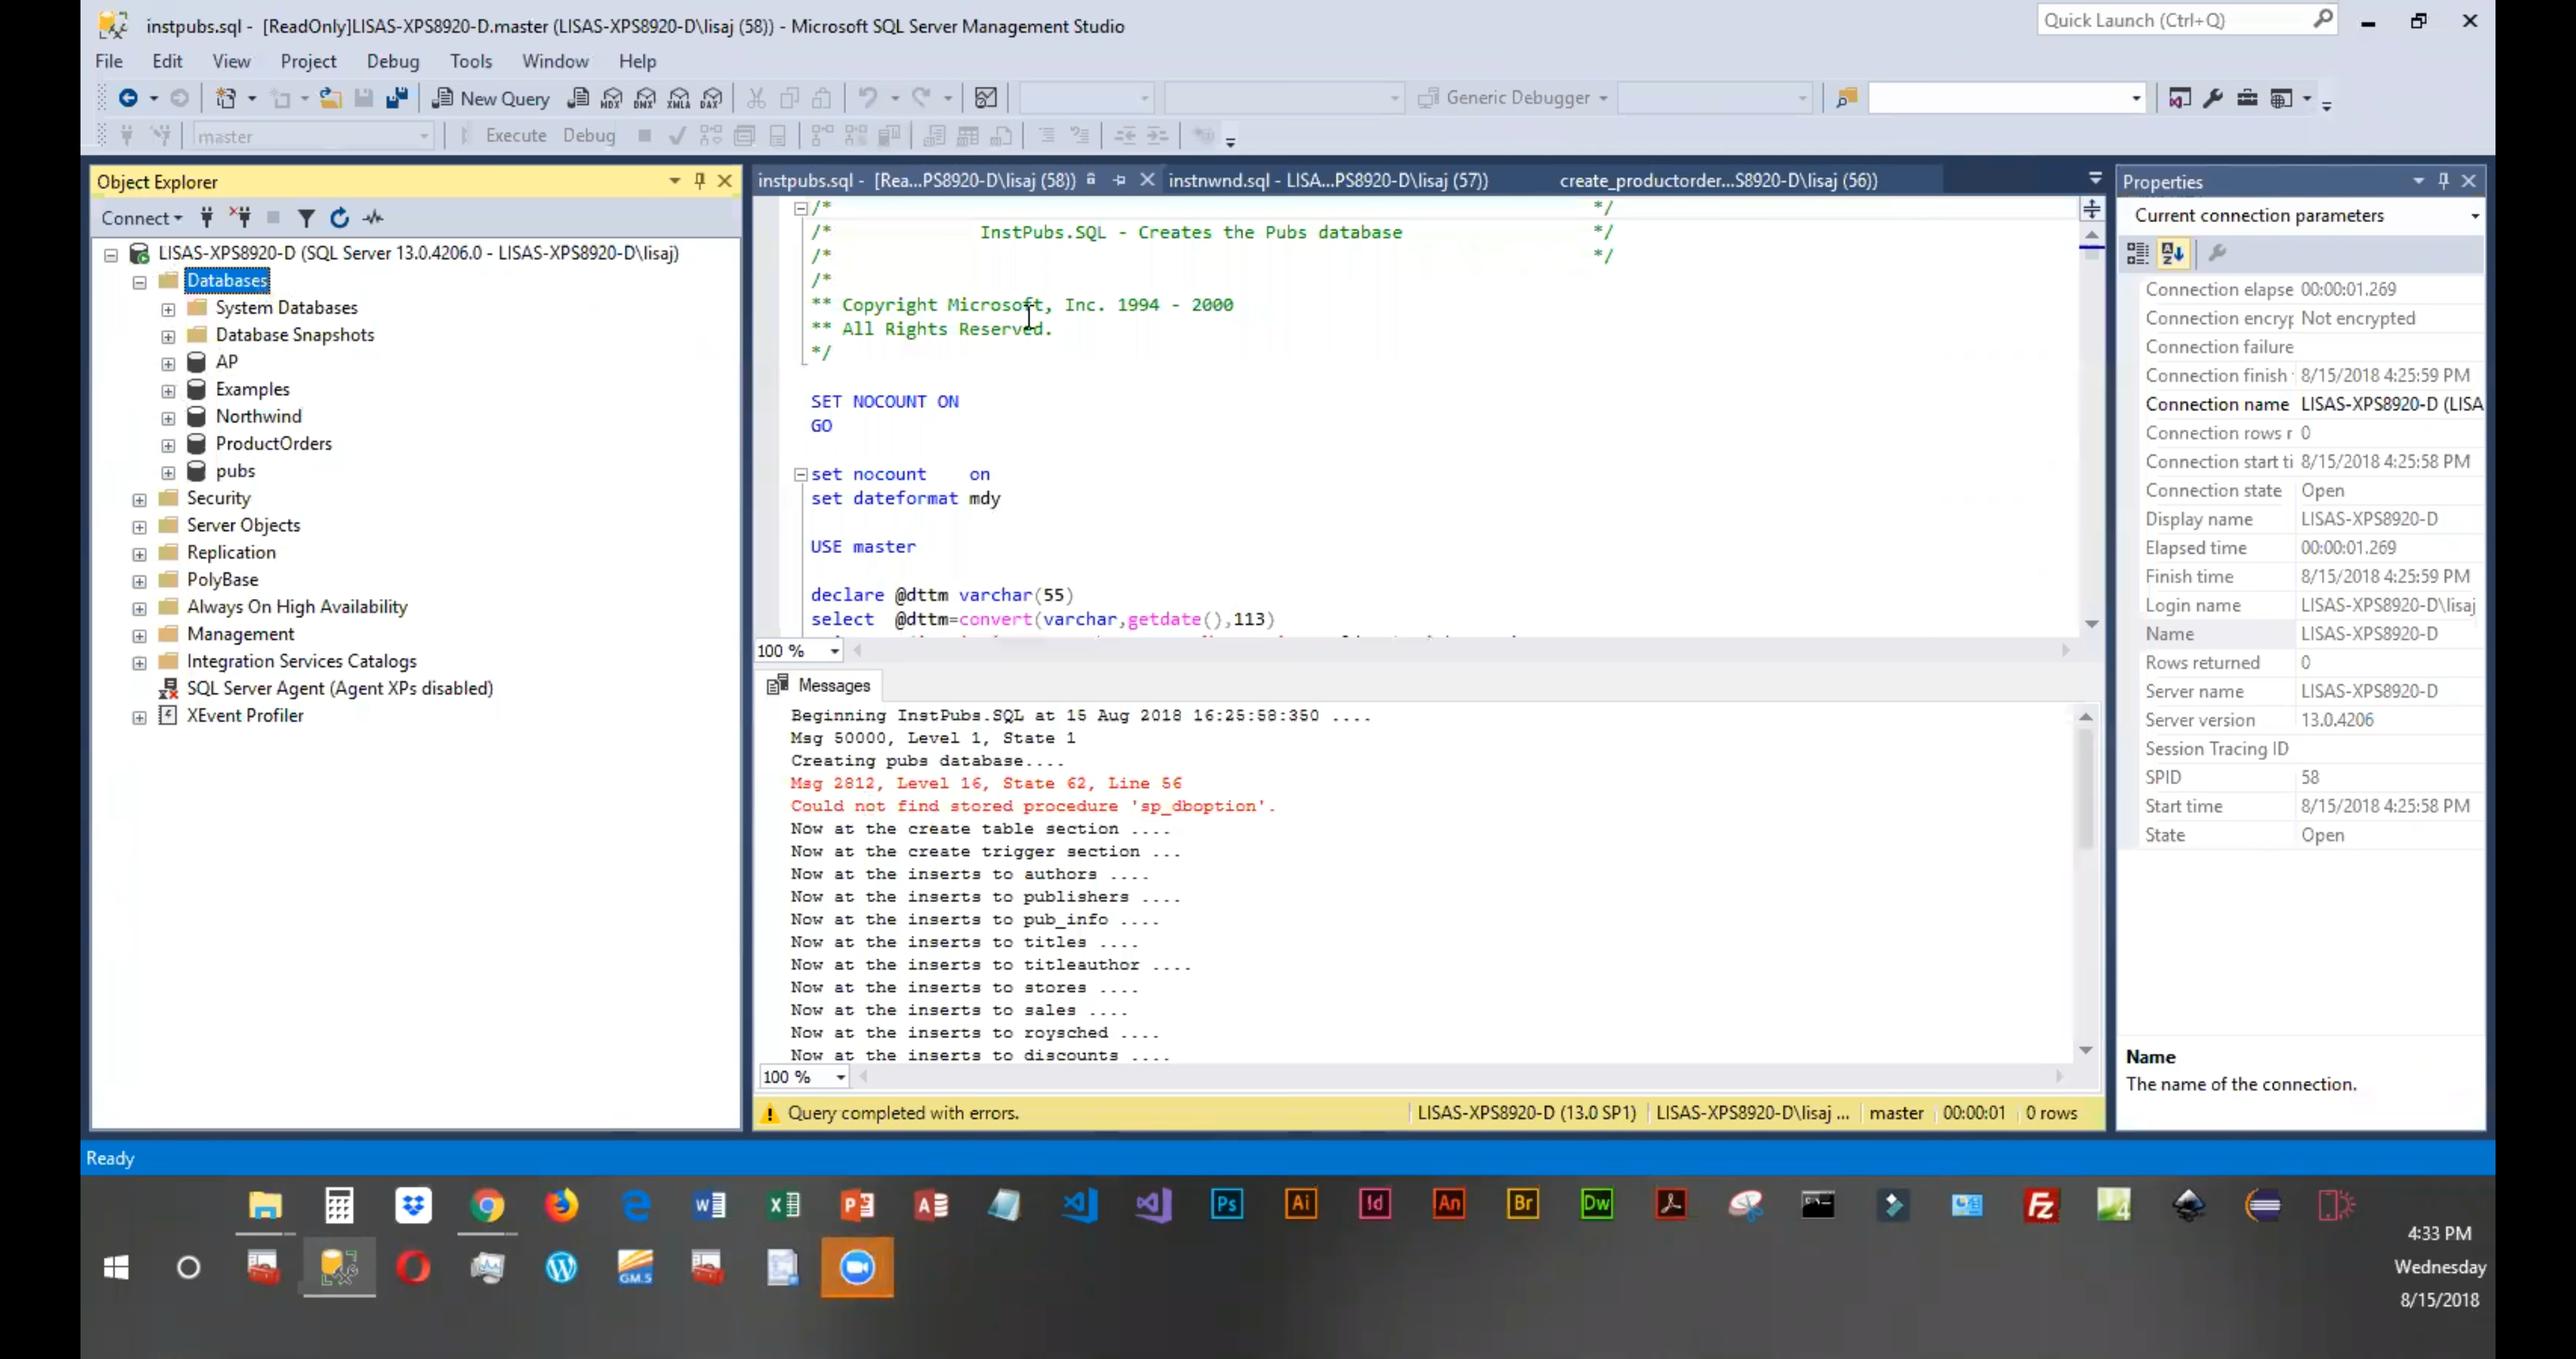 instpubs.sql - [ReadOnly]LISAS-XPS8920-D.master (LISAS-XPS8920-D\lisaj (58)) - Microsoft SQL Server Management Studio
Quick Launch (Ctrl+Q)
File Edit View Project Debug Tools Window Help
New Query MDX DMX XMLA DAX Generic Debugger
master Execute Debug
Object Explorer
Connect
LISAS-XPS8920-D (SQL Server 13.0.4206.0 - LISAS-XPS8920-D\lisaj)
Databases
System Databases
Database Snapshots
AP
Examples
Northwind
ProductOrders
pubs
Security
Server Objects
Replication
PolyBase
Always On High Availability
Management
Integration Services Catalogs
SQL Server Agent (Agent XPs disabled)
XEvent Profiler
instpubs.sql - [Rea...PS8920-D\lisaj (58)) instnwnd.sql - LISA...PS8920-D\lisaj (57)) create_productorder...S8920-D\lisaj (56))
/* */
/* InstPubs.SQL - Creates the Pubs database */
/* */
/*
** Copyright Microsoft, Inc. 1994 - 2000
** All Rights Reserved.
*/
SET NOCOUNT ON
GO
set nocount on
set dateformat mdy
USE master
declare @dttm varchar(55)
select @dttm=convert(varchar,getdate(),113)
100 %
Messages
Beginning InstPubs.SQL at 15 Aug 2018 16:25:58:350 ....
Msg 50000, Level 1, State 1
Creating pubs database....
Msg 2812, Level 16, State 62, Line 56
Could not find stored procedure 'sp_dboption'.
Now at the create table section ....
Now at the create trigger section ...
Now at the inserts to authors ....
Now at the inserts to publishers ....
Now at the inserts to pub_info ....
Now at the inserts to titles ....
Now at the inserts to titleauthor ....
Now at the inserts to stores ....
Now at the inserts to sales ....
Now at the inserts to roysched ....
Now at the inserts to discounts ....
100 %
Query completed with errors. LISAS-XPS8920-D (13.0 SP1) LISAS-XPS8920-D\lisaj ... master 00:00:01 0 rows
Properties
Current connection parameters
Connection elapse 00:00:01.269
Connection encryp Not encrypted
Connection failure
Connection finish 8/15/2018 4:25:59 PM
Connection name LISAS-XPS8920-D (LISA
Connection rows r 0
Connection start ti 8/15/2018 4:25:58 PM
Connection state Open
Display name LISAS-XPS8920-D
Elapsed time 00:00:01.269
Finish time 8/15/2018 4:25:59 PM
Login name LISAS-XPS8920-D\lisaj
Name LISAS-XPS8920-D
Rows returned 0
Server name LISAS-XPS8920-D
Server version 13.0.4206
Session Tracing ID
SPID 58
Start time 8/15/2018 4:25:58 PM
State Open
Name
The name of the connection.
Ready
Ps Ai Id An Br Dw Fz
4:33 PM
Wednesday
8/15/2018